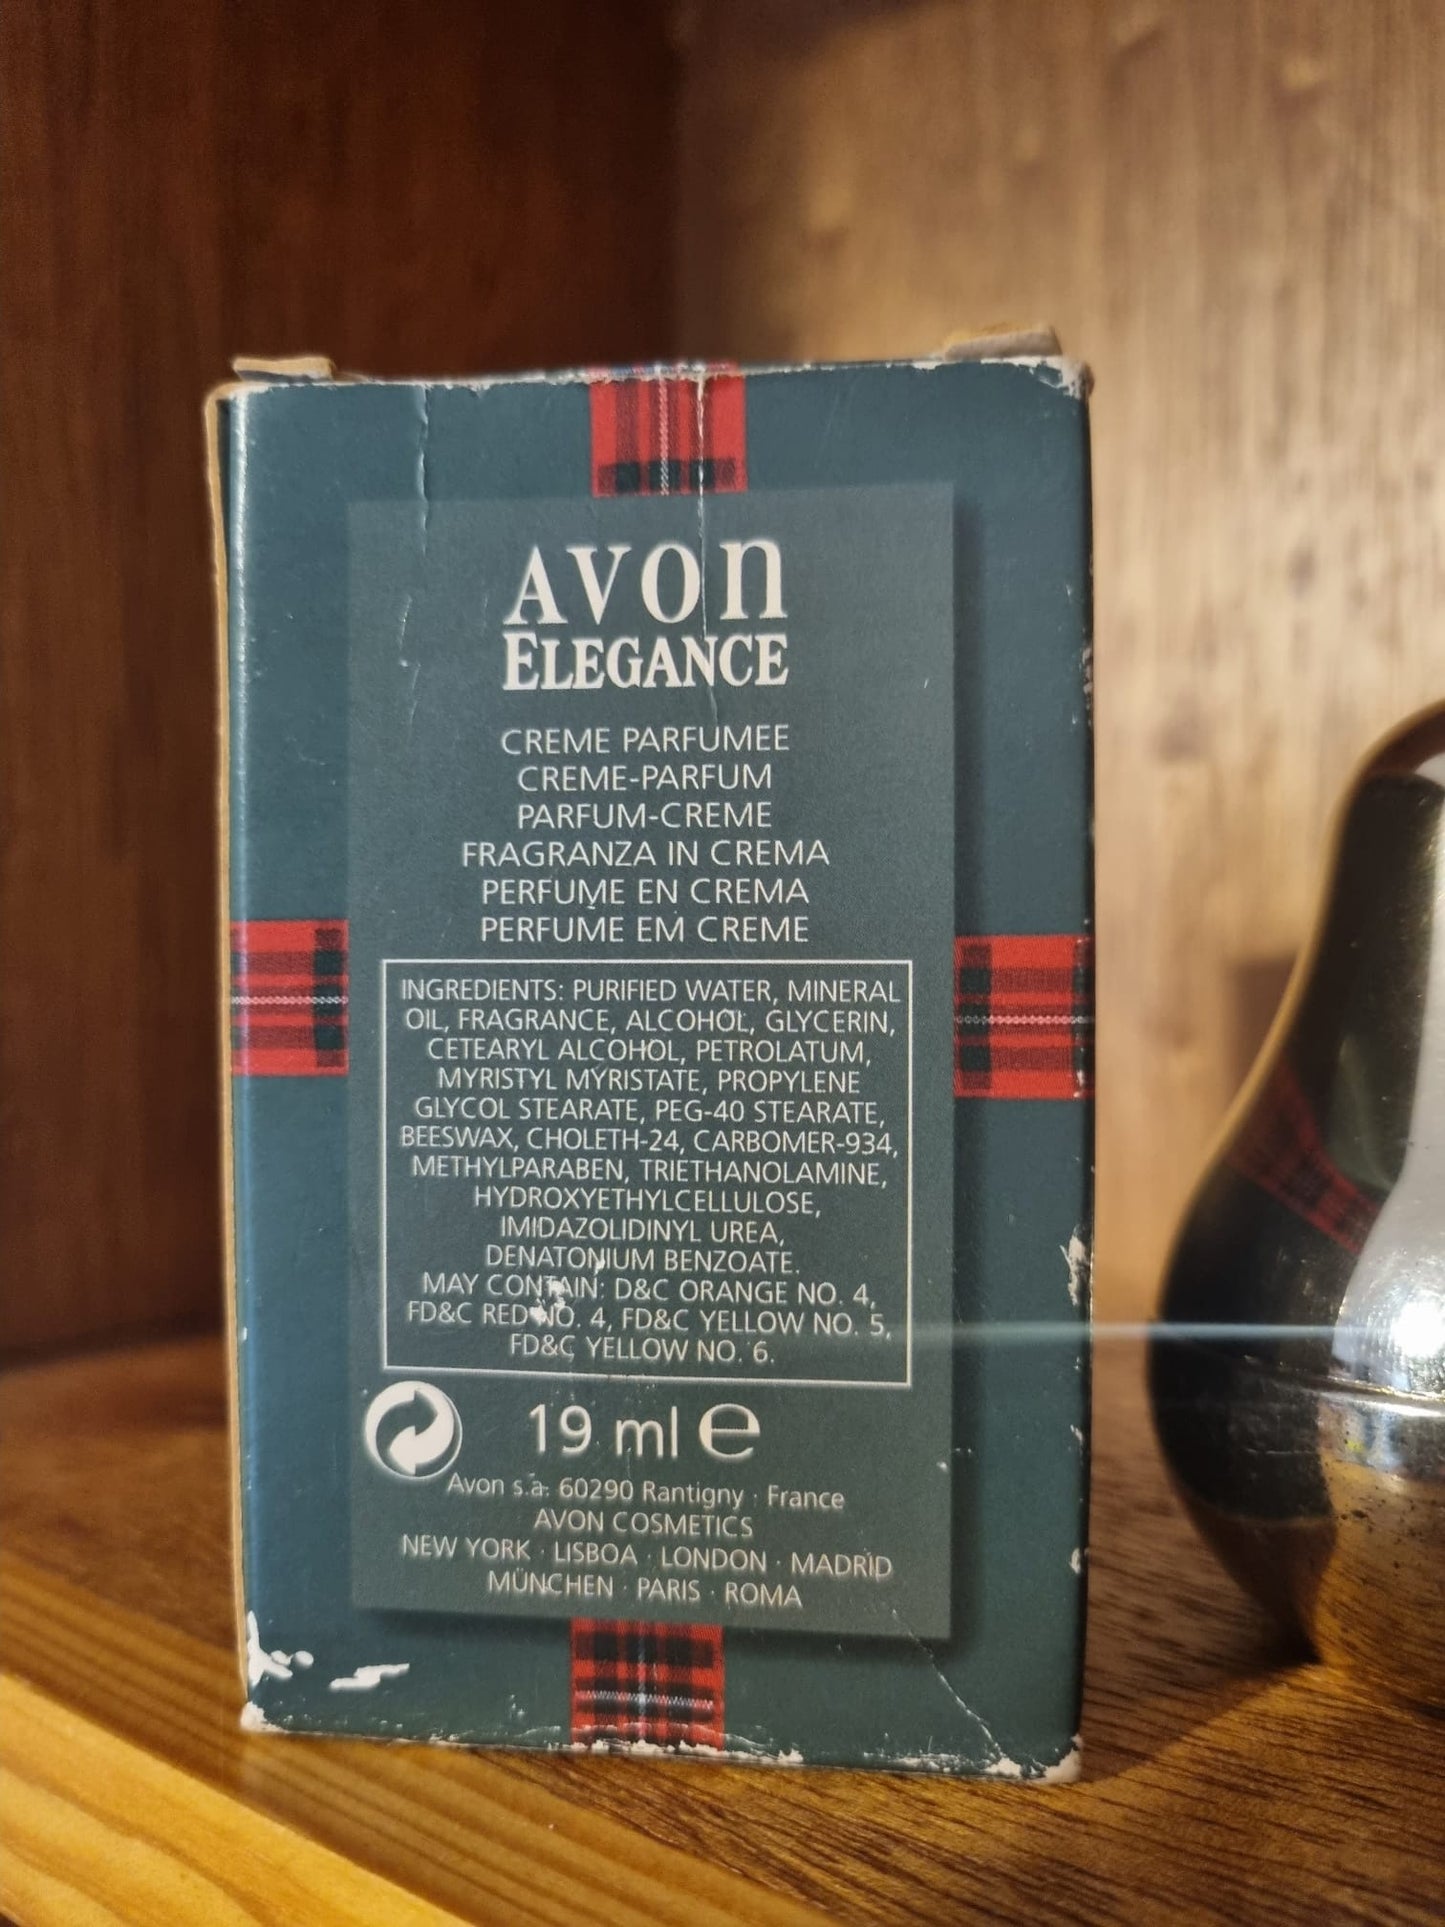 AVON
ELEGANCE
CREME PARFUMEE
CREME-PARFUM
PARFUM-CREME
FRAGRANZA IN CREMA
PERFUME EN CREMA
PERFUME EM CREME
INGREDIENTS: PURIFIED WATER, MINERAL
OIL, FRAGRANCE, ALCOHOL, GLYCERIN,
CETEARYL ALCOHOL, PETROLATUM,
MYRISTYL MYRISTATE, PROPYLENE
GLYCOL STEARATE, PEG-40 STEARATE,
BEESWAX, CHOLETH-24, CARBOMER-934,
METHYLPARABEN, TRIETHANOLAMINE,
HYDROXYETHYLCELLULOSE,
IMIDAZOLIDINYL UREA,
DENATONIUM BENZOATE.
MAY CONTAIN: D&C ORANGE NO. 4,
FD&C RED NO. 4, FD&C YELLOW NO. 5,
FD&C YELLOW NO. 6.
19 ml e
Avon s.a. 60290 Rantigny · France
AVON COSMETICS
NEW YORK · LISBOA · LONDON · MADRID
MÜNCHEN · PARIS · ROMA